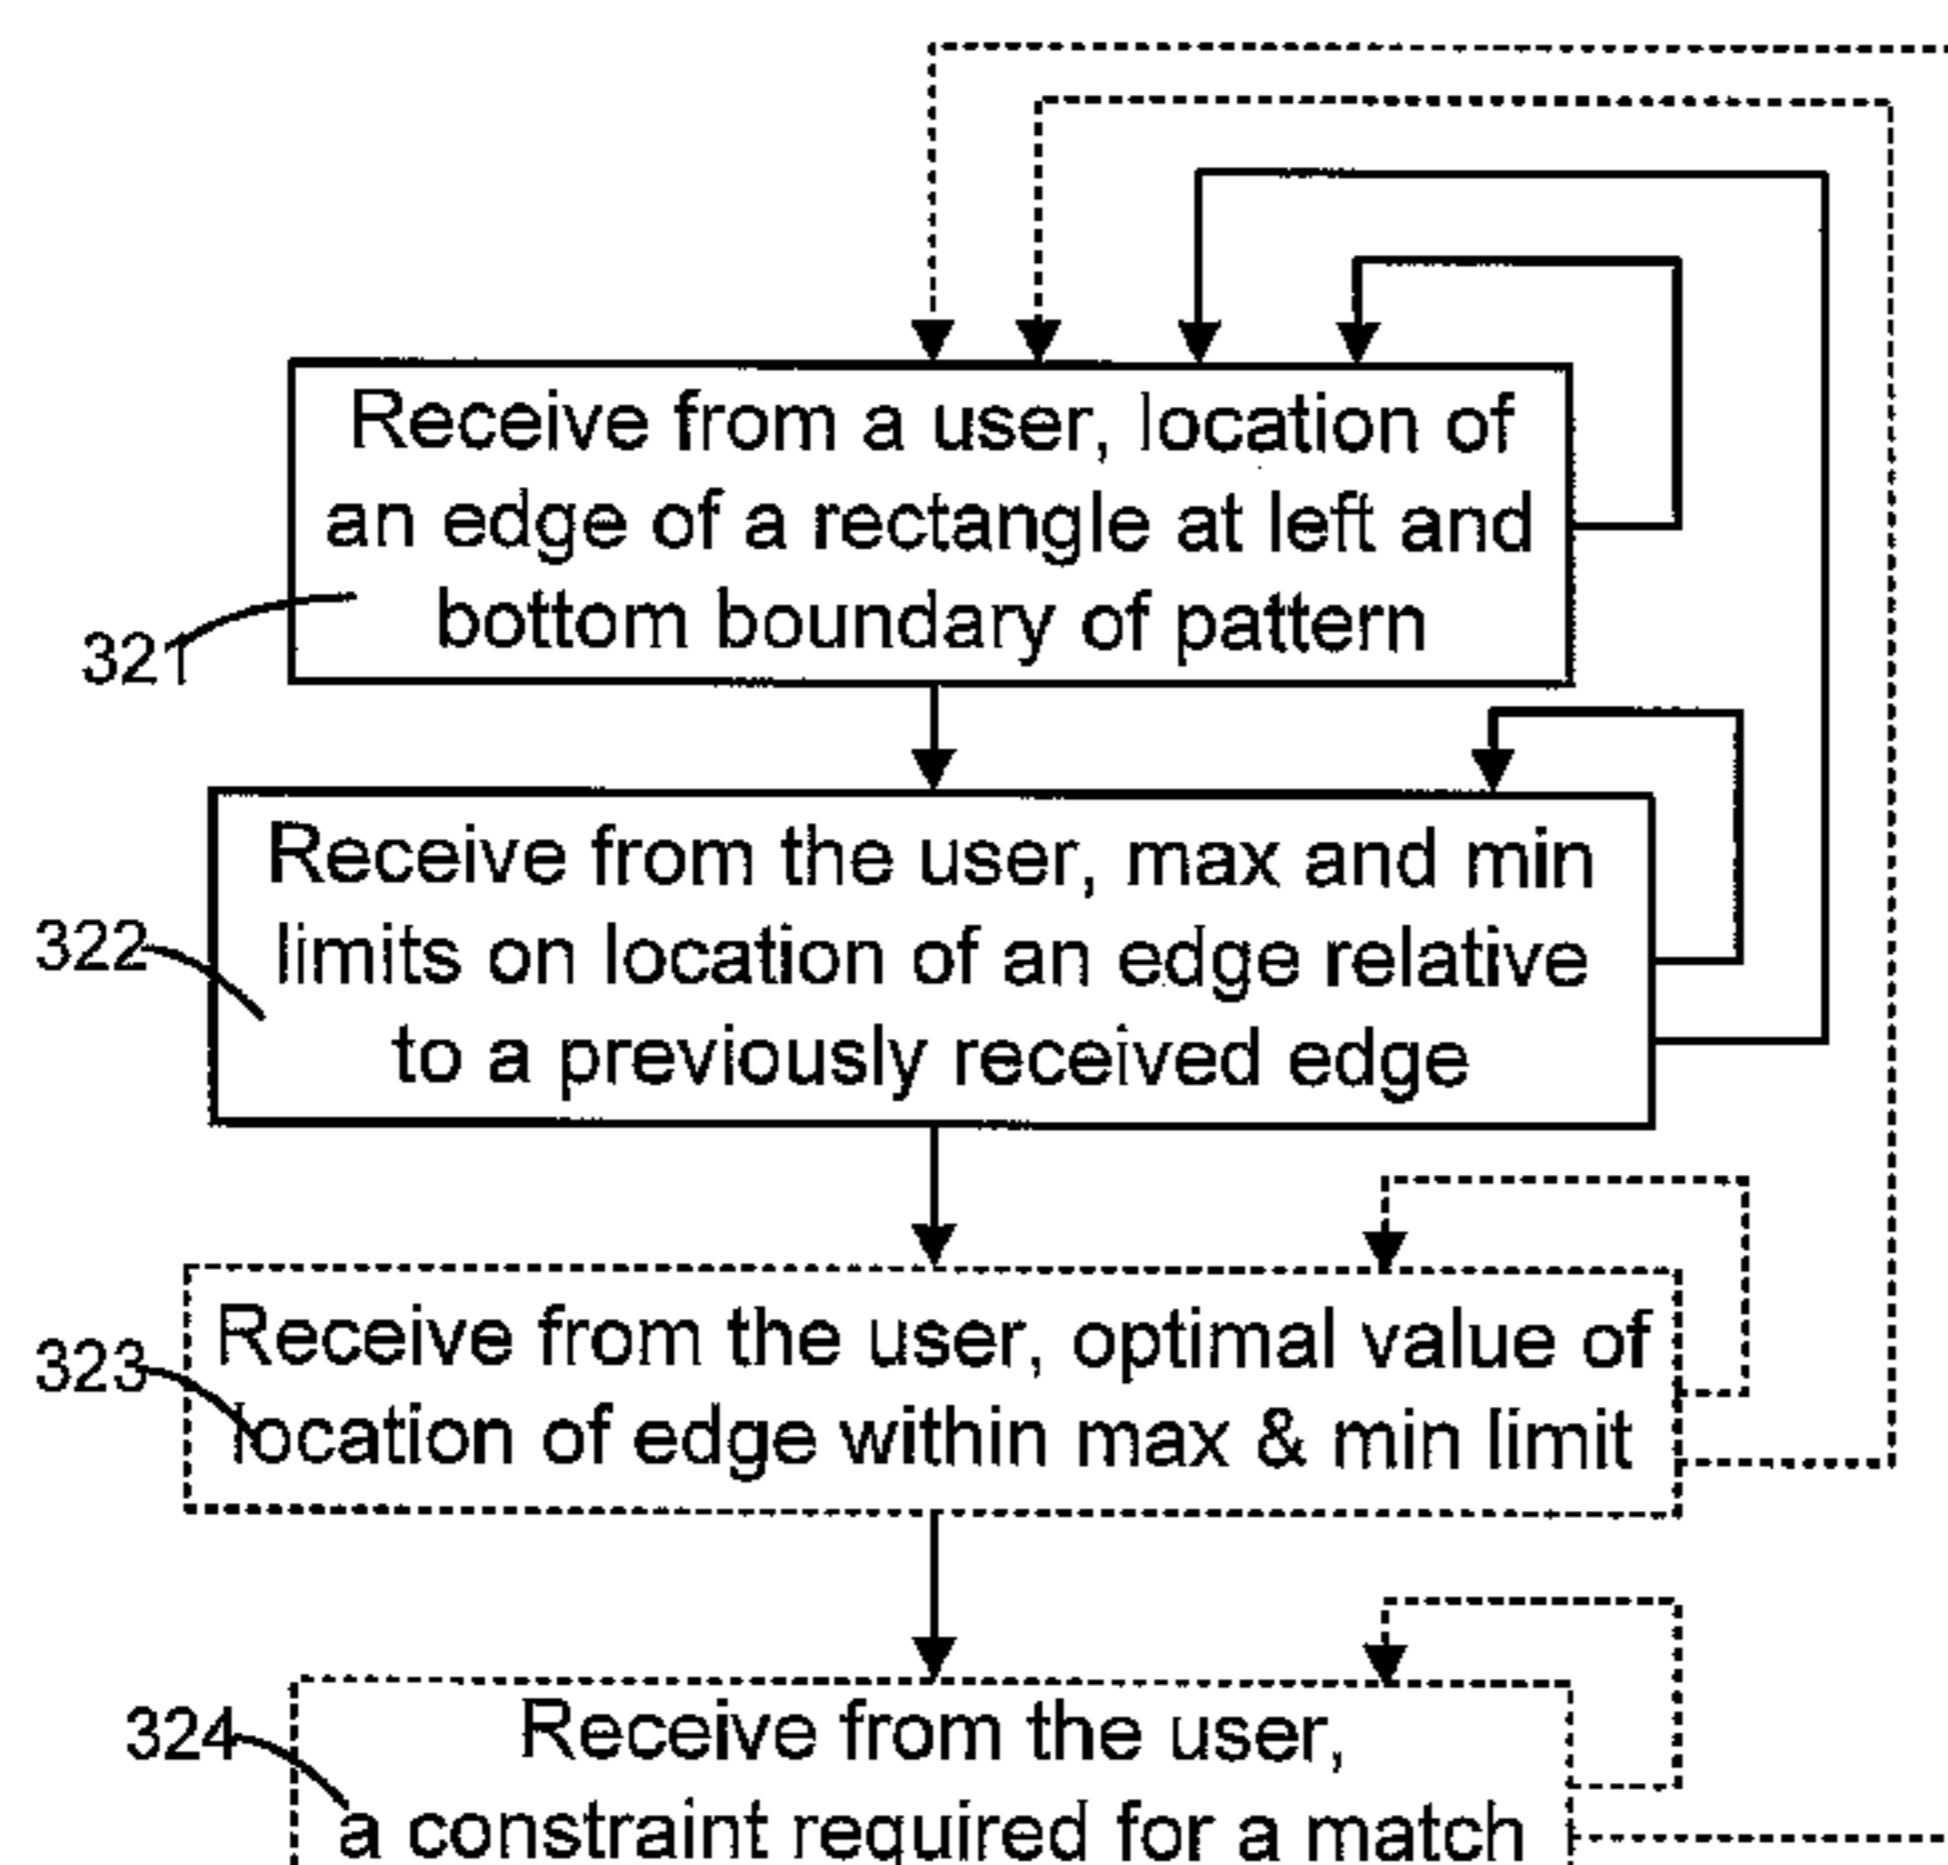 Receive from a user, location of
an edge of a rectangle at left and
bottom boundary of pattern
321
Receive from the user, max and min
limits on location of an edge relative
to a previously received edge
322
Receive from the user, optimal value of
location of edge within max & min limit
323
Receive from the user,
a constraint required for a match
324